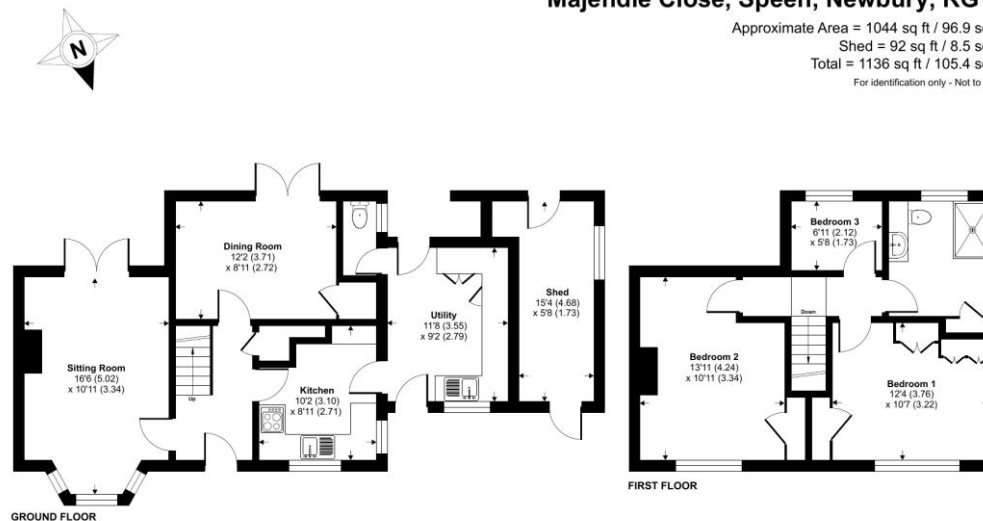 Majendie Close, Speen, Newbury, RG
Approximate Area = 1044 sq ft / 96.9 s
Shed = 92 sq ft / 8.5 s
Total = 1136 sq ft / 105.4 s
For identification only - Not to
N
Dining Room
12'2 (3.71)
x 8'11 (2.72)
Sitting Room
16'6 (5.02)
x 10'11 (3.34)
Up
Kitchen
10'2 (3.10)
x 8'11 (2.71)
Utility
11'8 (3.55)
x 9'2 (2.79)
Shed
15'4 (4.68)
x 5'8 (1.73)
GROUND FLOOR
Bedroom 3
6'11 (2.12)
x 5'8 (1.73)
Down
Bedroom 2
13'11 (4.24)
x 10'11 (3.34)
Bedroom 1
12'4 (3.76)
x 10'7 (3.22)
FIRST FLOOR